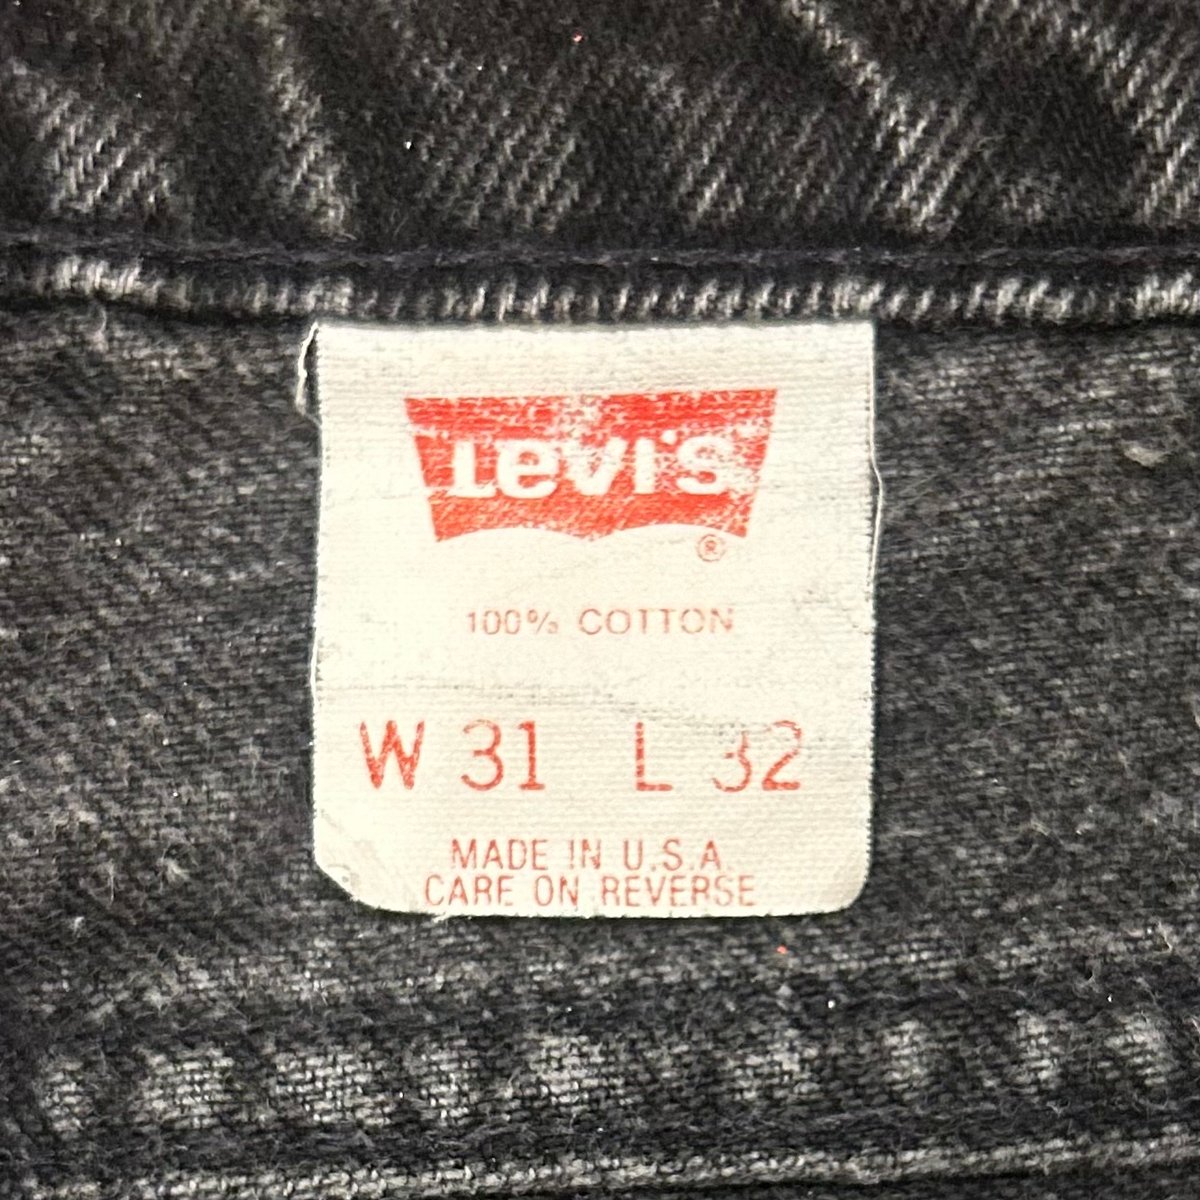 Levi's
®
100% COTTON
W 31 L 32
MADE IN U.S.A.
CARE ON REVERSE